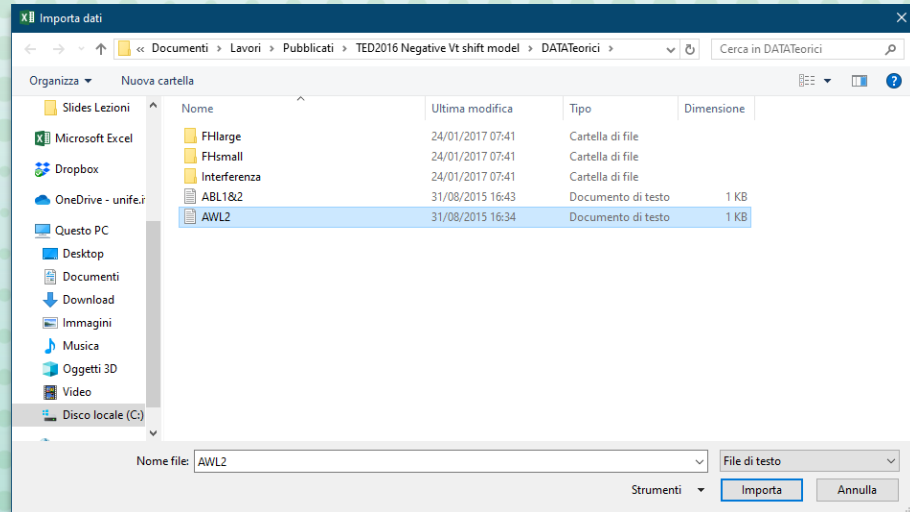 Importa dati
« Documenti › Lavori › Pubblicati › TED2016 Negative Vt shift model › DATATeorici ›
Cerca in DATATeorici
Organizza
Nuova cartella
Slides Lezioni
Microsoft Excel
Dropbox
OneDrive - unife.i
Questo PC
Desktop
Documenti
Download
Immagini
Musica
Oggetti 3D
Video
Disco locale (C:)
Nome Ultima modifica Tipo Dimensione
FHlarge 24/01/2017 07:41 Cartella di file
FHsmall 24/01/2017 07:41 Cartella di file
Interferenza 24/01/2017 07:41 Cartella di file
ABL1&2 31/08/2015 16:43 Documento di testo 1 KB
AWL2 31/08/2015 16:34 Documento di testo 1 KB
Nome file: AWL2 File di testo
Strumenti Importa Annulla